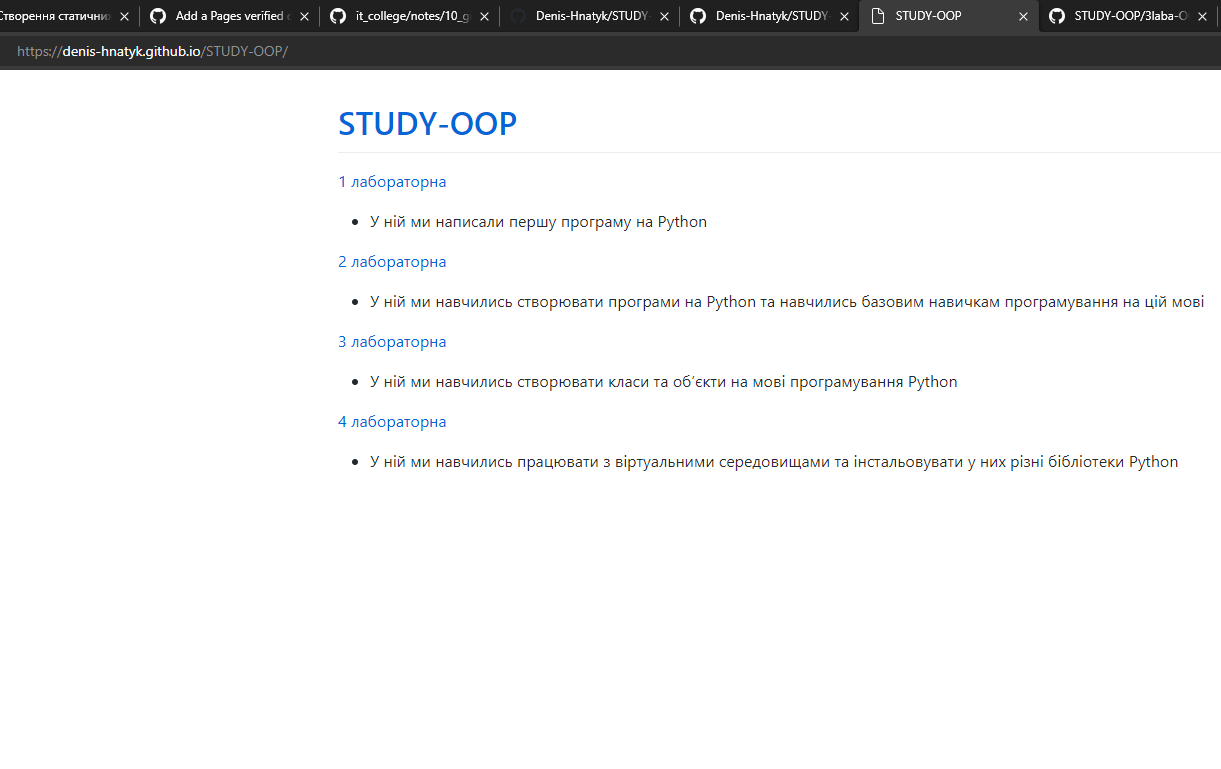 творення статичних
Add a Pages verified
it_college/notes/10_g
Denis-Hnatyk/STUDY-
Denis-Hnatyk/STUDY-
STUDY-OOP
STUDY-OOP/3laba-O
https://denis-hnatyk.github.io/STUDY-OOP/
STUDY-OOP
1 лабораторна
У ній ми написали першу програму на Python
2 лабораторна
У ній ми навчились створювати програми на Python та навчились базовим навичкам програмування на цій мові
3 лабораторна
У ній ми навчились створювати класи та об’єкти на мові програмування Python
4 лабораторна
У ній ми навчились працювати з віртуальними середовищами та інстальовувати у них різні бібліотеки Python